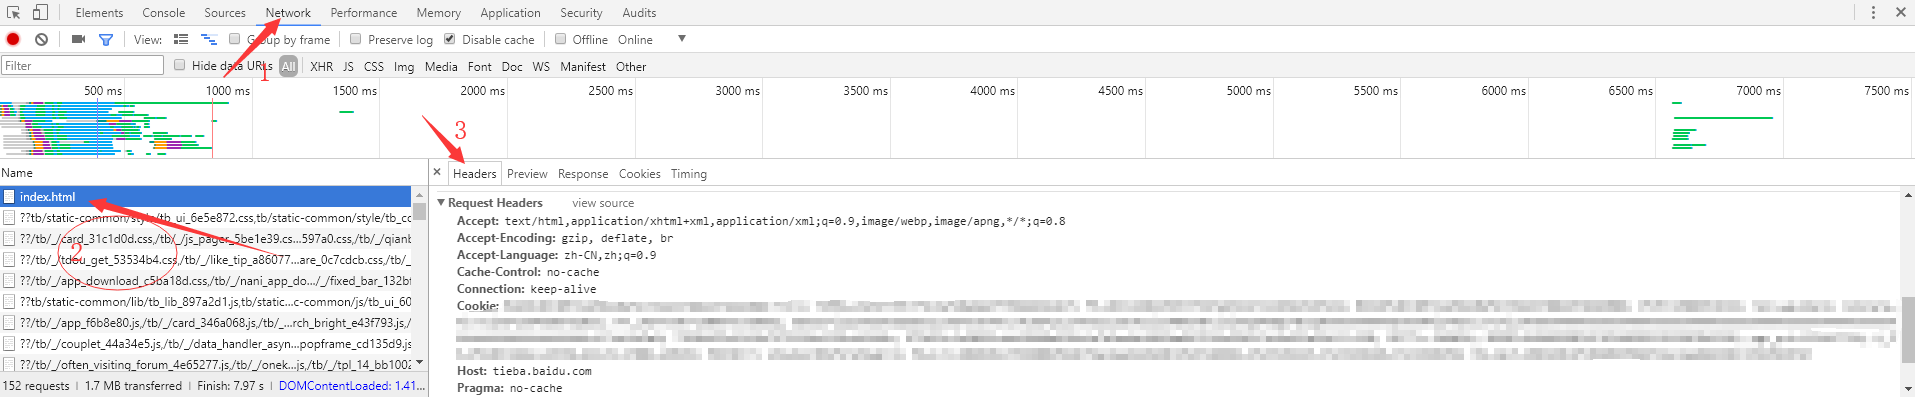 Elements Console Sources Network Performance Memory Application Security Audits
View: Group by frame Preserve log Disable cache Offline Online
Filter Hide data URLs All XHR JS CSS Img Media Font Doc WS Manifest Other
1
500 ms 1000 ms 1500 ms 2000 ms 2500 ms 3000 ms 3500 ms 4000 ms 4500 ms 5000 ms 5500 ms 6000 ms 6500 ms 7000 ms 7500 ms
3
Name
Headers Preview Response Cookies Timing
index.html
??tb/static-common/style/tb_ui_6e5e872.css,tb/static-common/style/tb_cc
??/tb/_/card_31c1d0d.css,/tb/_/js_pager_5be1e39.cs...597a0.css,/tb/_/qianb
2
??/tb/_/tdou_get_53534b4.css,/tb/_/like_tip_a86077...are_0c7cdcb.css,/tb/_
??/tb/_/app_download_c5ba18d.css,/tb/_/nani_app_do.../_/fixed_bar_132bf
??tb/static-common/lib/tb_lib_897a2d1.js,tb/static...c-common/js/tb_ui_60
??/tb/_/app_f6b8e80.js,/tb/_/card_346a068.js,/tb/_...rch_bright_e43f793.js,/
??/tb/_/couplet_44a34e5.js,/tb/_/data_handler_asyn...popframe_cd135d9.js
??/tb/_/often_visiting_forum_4e65277.js,/tb/_/onek...js,/tb/_/tpl_14_bb1002
152 requests | 1.7 MB transferred | Finish: 7.97 s | DOMContentLoaded: 1.41...
Request Headers view source
Accept: text/html,application/xhtml+xml,application/xml;q=0.9,image/webp,image/apng,*/*;q=0.8
Accept-Encoding: gzip, deflate, br
Accept-Language: zh-CN,zh;q=0.9
Cache-Control: no-cache
Connection: keep-alive
Cookie:
Host: tieba.baidu.com
Pragma: no-cache